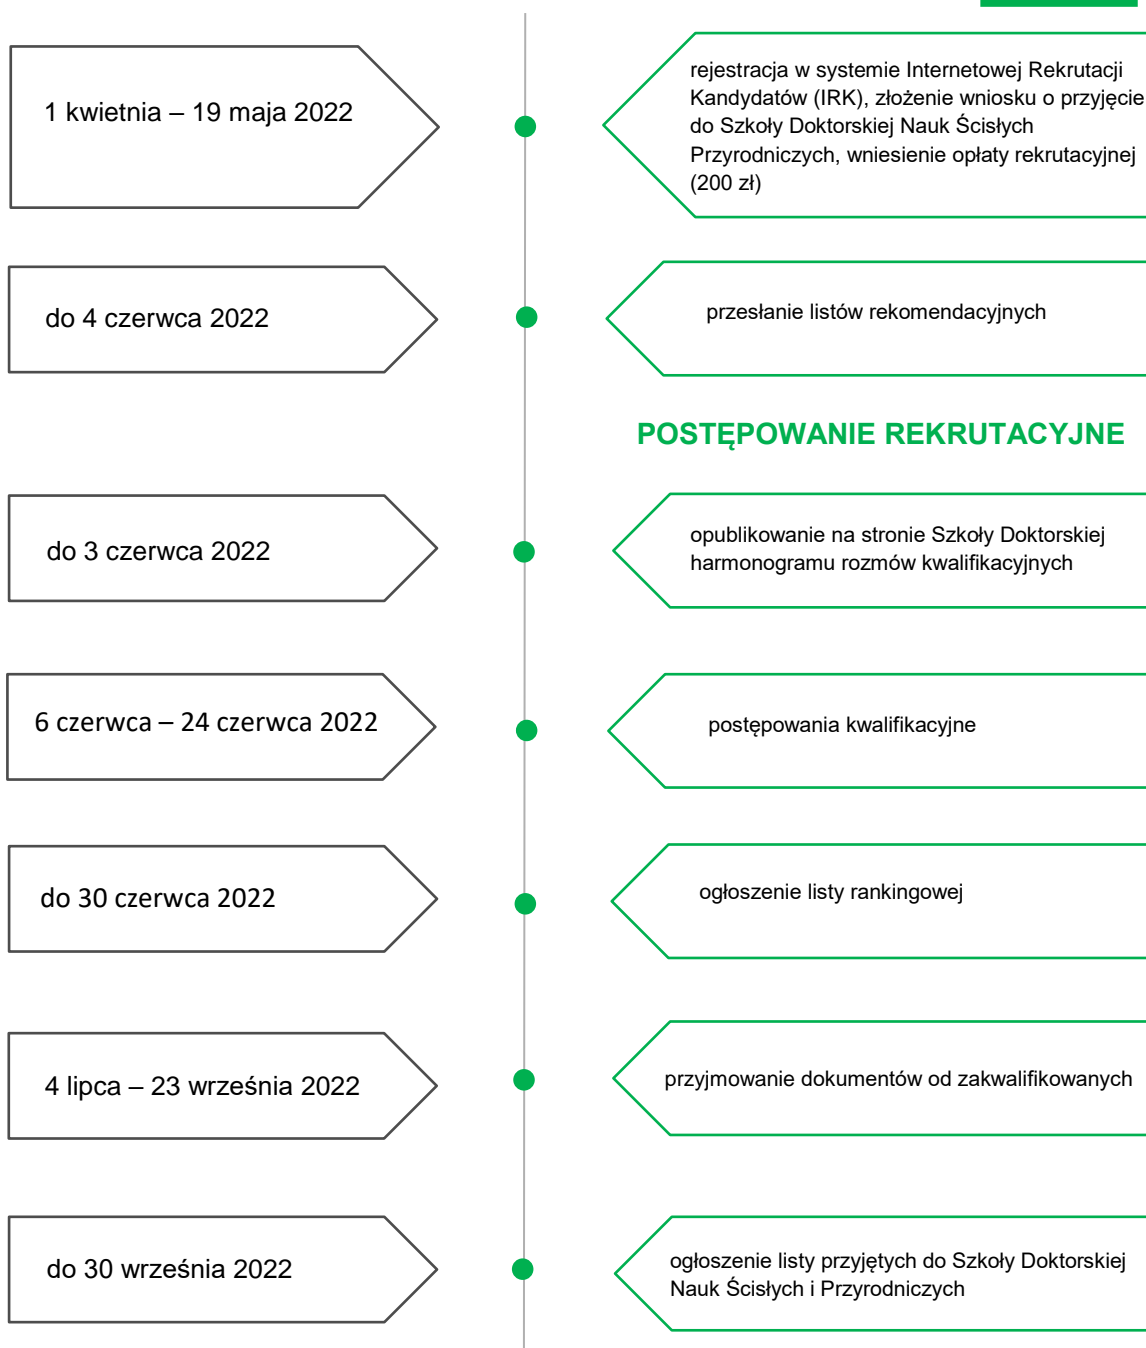 1 kwietnia – 19 maja 2022
rejestracja w systemie Internetowej Rekrutacji
Kandydatów (IRK), złożenie wniosku o przyjęcie
do Szkoły Doktorskiej Nauk Ścisłych
Przyrodniczych, wniesienie opłaty rekrutacyjnej
(200 zł)
do 4 czerwca 2022
przesłanie listów rekomendacyjnych
POSTĘPOWANIE REKRUTACYJNE
do 3 czerwca 2022
opublikowanie na stronie Szkoły Doktorskiej
harmonogramu rozmów kwalifikacyjnych
6 czerwca – 24 czerwca 2022
postępowania kwalifikacyjne
do 30 czerwca 2022
ogłoszenie listy rankingowej
4 lipca – 23 września 2022
przyjmowanie dokumentów od zakwalifikowanych
do 30 września 2022
ogłoszenie listy przyjętych do Szkoły Doktorskiej
Nauk Ścisłych i Przyrodniczych